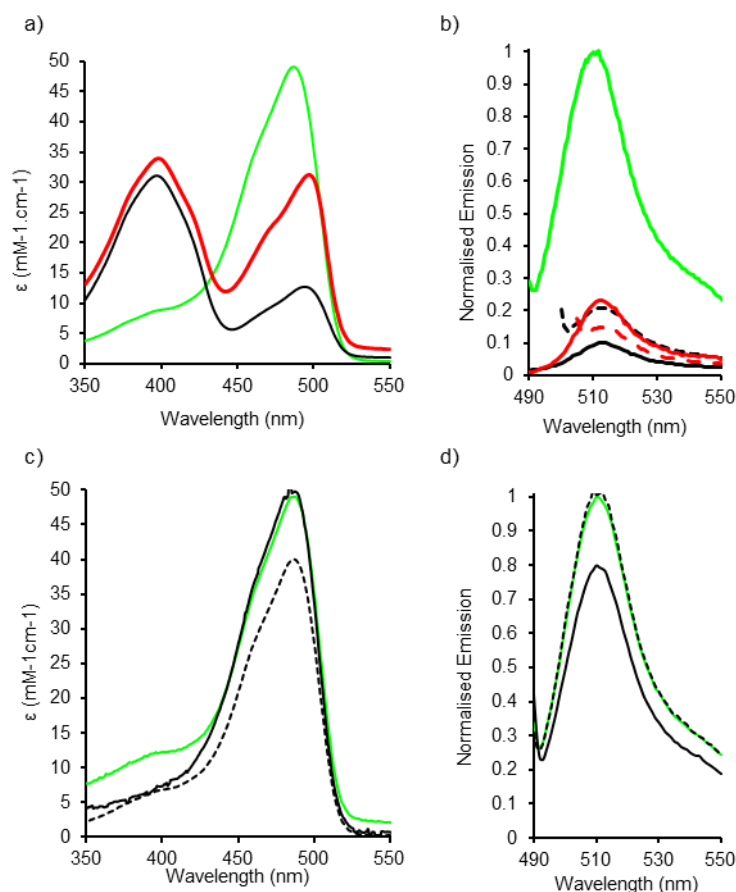 a)
b)
50
45
40
35
30
25
20
15
10
5
0
350 400 450 500 550
ε (mM-1.cm-1)
Wavelength (nm)
1
0.9
0.8
0.7
0.6
0.5
0.4
0.3
0.2
0.1
0
490 510 530 550
Normalised Emission
Wavelength (nm)
c)
d)
50
45
40
35
30
25
20
15
10
5
0
350 400 450 500 550
ε (mM-1cm-1)
Wavelength (nm)
1
0.9
0.8
0.7
0.6
0.5
0.4
0.3
0.2
0.1
0
490 510 530 550
Normalised Emission
Wavelength (nm)